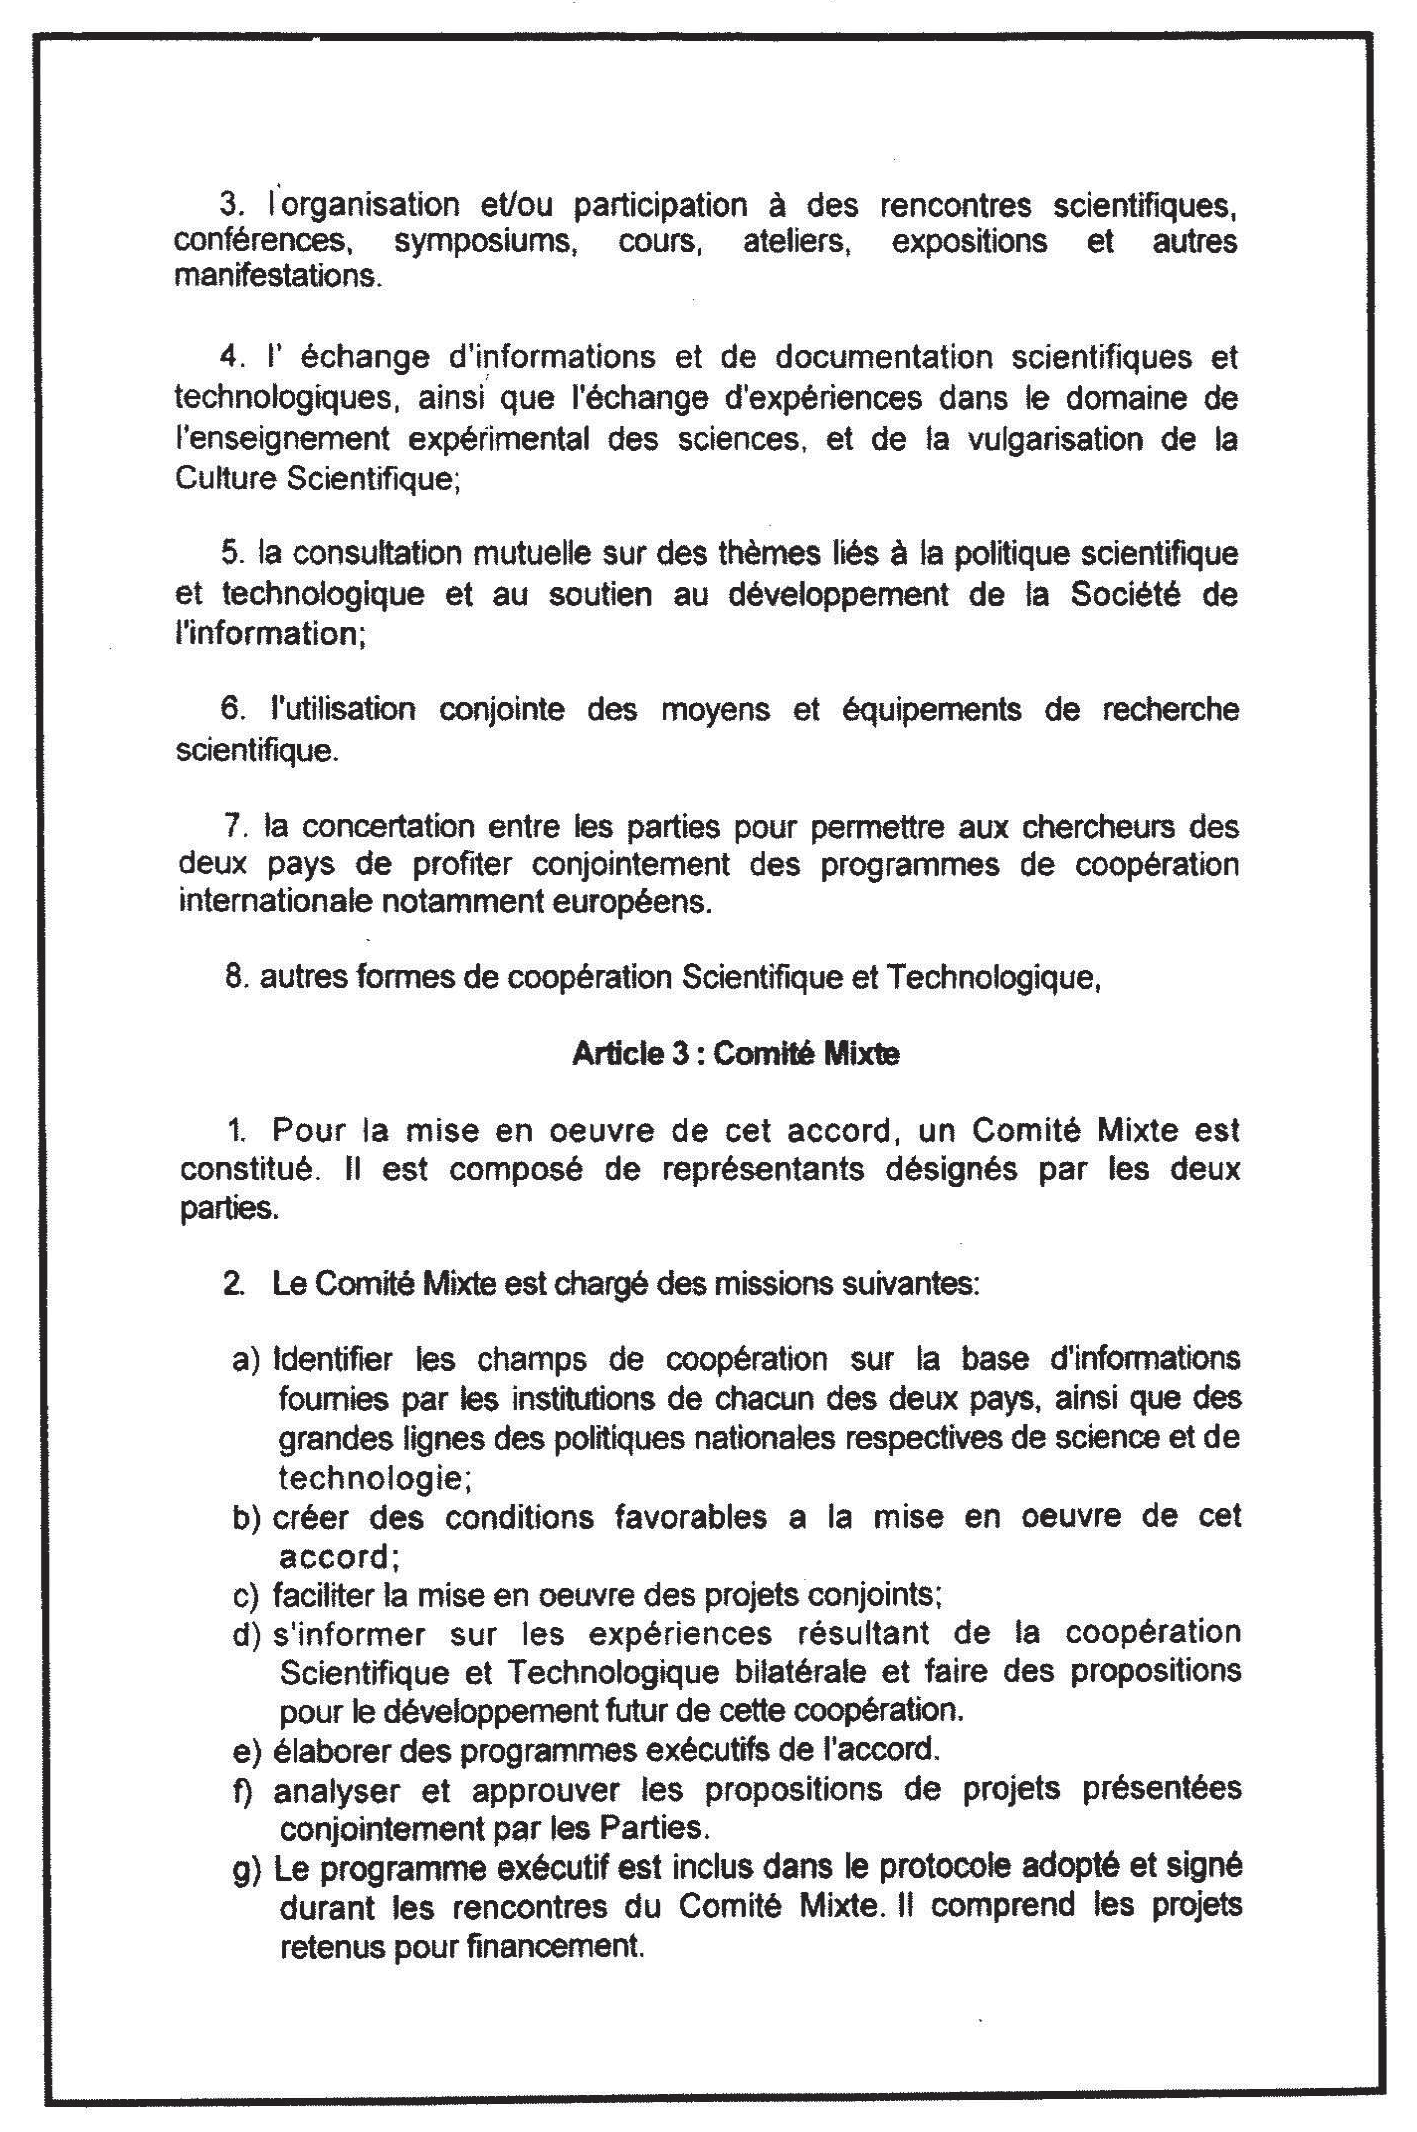 3. l'organisation et/ou participation à des rencontres scientifiques,
conférences, symposiums, cours, ateliers, expositions et autres
manifestations.
4. l' échange d'informations et de documentation scientifiques et
technologiques, ainsi que l'échange d'expériences dans le domaine de
l'enseignement expérimental des sciences, et de la vulgarisation de la
Culture Scientifique;
5. la consultation mutuelle sur des thèmes liés à la politique scientifique
et technologique et au soutien au développement de la Société de
l'information;
6. l'utilisation conjointe des moyens et équipements de recherche
scientifique.
7. la concertation entre les parties pour permettre aux chercheurs des
deux pays de profiter conjointement des programmes de coopération
internationale notamment européens.
8. autres formes de coopération Scientifique et Technologique,
Article 3 : Comité Mixte
1. Pour la mise en oeuvre de cet accord, un Comité Mixte est
constitué. Il est composé de représentants désignés par les deux
parties.
2. Le Comité Mixte est chargé des missions suivantes:
a) Identifier les champs de coopération sur la base d'informations
fournies par les institutions de chacun des deux pays, ainsi que des
grandes lignes des politiques nationales respectives de science et de
technologie;
b) créer des conditions favorables a la mise en oeuvre de cet
accord;
c) faciliter la mise en oeuvre des projets conjoints;
d) s'informer sur les expériences résultant de la coopération
Scientifique et Technologique bilatérale et faire des propositions
pour le développement futur de cette coopération.
e) élaborer des programmes exécutifs de l'accord.
f) analyser et approuver les propositions de projets présentées
conjointement par les Parties.
g) Le programme exécutif est inclus dans le protocole adopté et signé
durant les rencontres du Comité Mixte. Il comprend les projets
retenus pour financement.